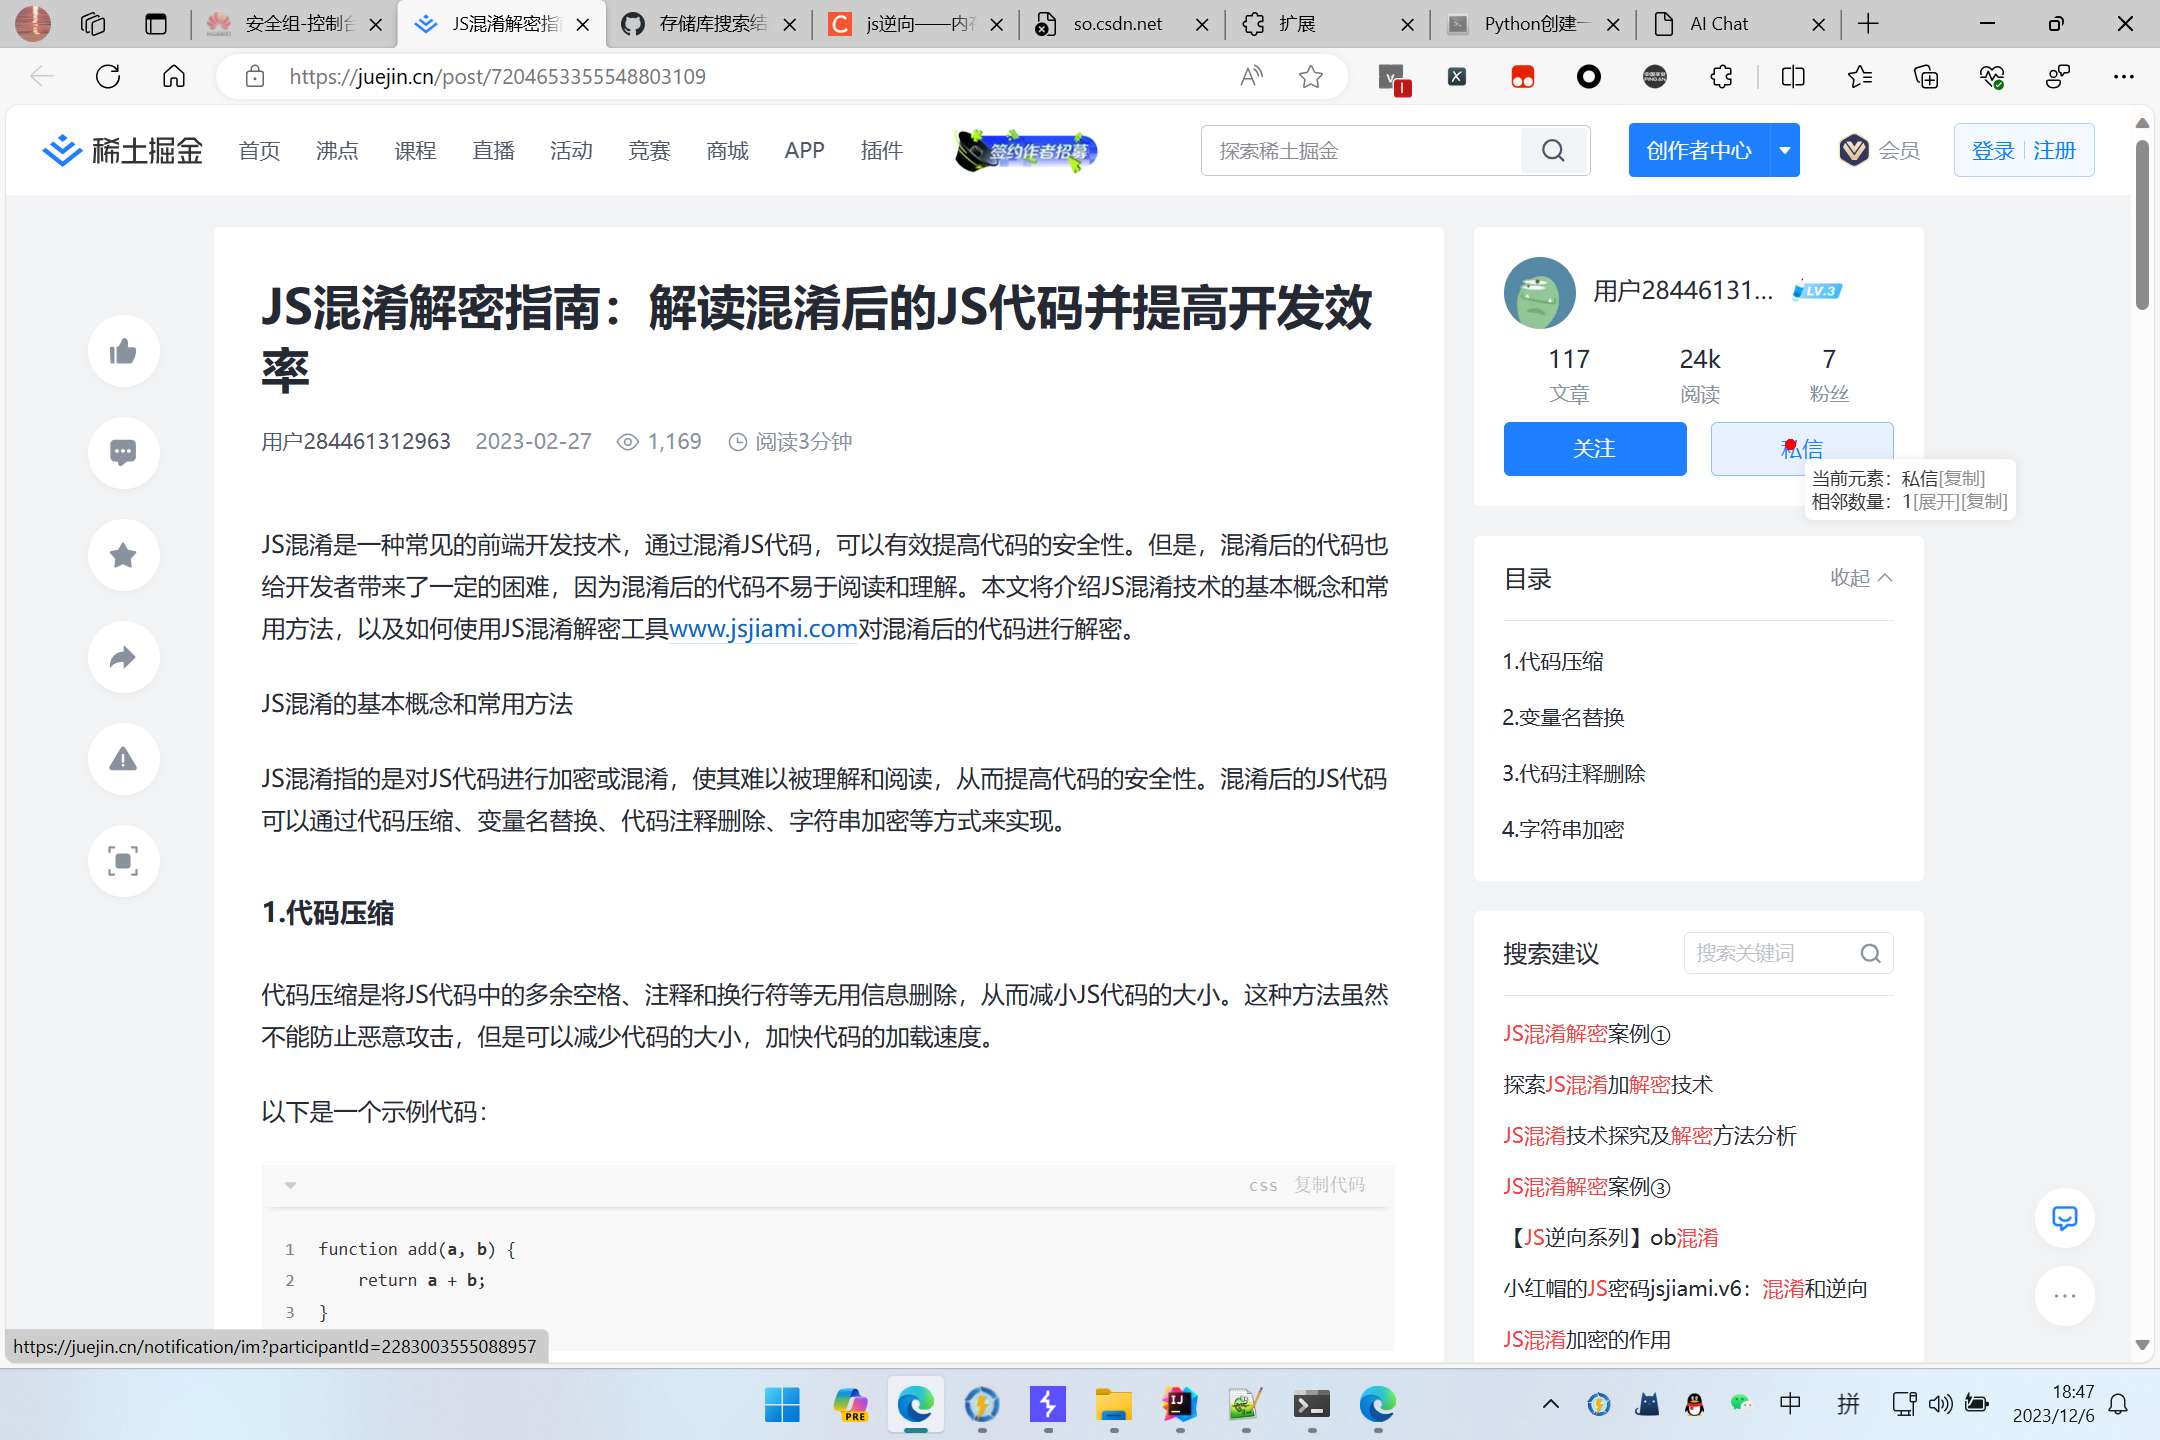 安全组-控制台
JS混淆解密指
存储库搜索结
js逆向——内存
so.csdn.net
扩展
Python创建一
AI Chat
https://juejin.cn/post/7204653355548803109
稀土掘金
首页
沸点
课程
直播
活动
竞赛
商城
APP
插件
签约作者招募
探索稀土掘金
创作者中心
会员
登录
注册
JS混淆解密指南：解读混淆后的JS代码并提高开发效
率
用户284461312963 2023-02-27 1,169 阅读3分钟
JS混淆是一种常见的前端开发技术，通过混淆JS代码，可以有效提高代码的安全性。但是，混淆后的代码也
给开发者带来了一定的困难，因为混淆后的代码不易于阅读和理解。本文将介绍JS混淆技术的基本概念和常
用方法，以及如何使用JS混淆解密工具www.jsjiami.com对混淆后的代码进行解密。
JS混淆的基本概念和常用方法
JS混淆指的是对JS代码进行加密或混淆，使其难以被理解和阅读，从而提高代码的安全性。混淆后的JS代码
可以通过代码压缩、变量名替换、代码注释删除、字符串加密等方式来实现。
1.代码压缩
代码压缩是将JS代码中的多余空格、注释和换行符等无用信息删除，从而减小JS代码的大小。这种方法虽然
不能防止恶意攻击，但是可以减少代码的大小，加快代码的加载速度。
以下是一个示例代码：
css 复制代码
1 function add(a, b) {
2 return a + b;
3 }
用户28446131...
LV.3
117
24k
7
文章
阅读
粉丝
关注
私信
当前元素：私信[复制]
相邻数量：1[展开][复制]
目录
收起
1.代码压缩
2.变量名替换
3.代码注释删除
4.字符串加密
搜索建议
搜索关键词
JS混淆解密案例①
探索JS混淆加解密技术
JS混淆技术探究及解密方法分析
JS混淆解密案例③
【JS逆向系列】ob混淆
小红帽的JS密码jsjiami.v6：混淆和逆向
JS混淆加密的作用
https://juejin.cn/notification/im?participantId=2283003555088957
PRE
中
拼
18:47
2023/12/6